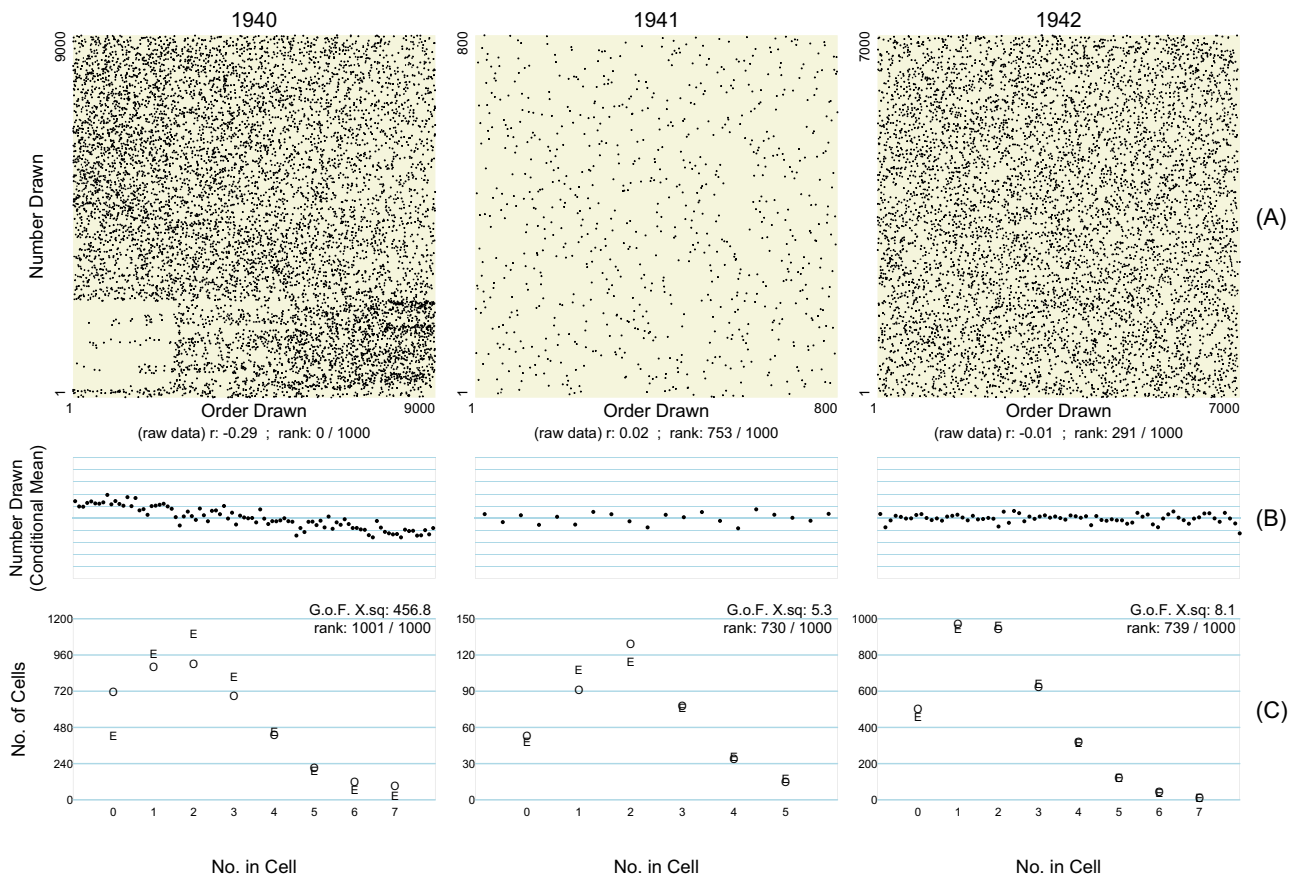 1940
1941
1942
9000
800
7000
Number Drawn
(A)
1
1
1
1
Order Drawn
9000
1
Order Drawn
800
1
Order Drawn
7000
(raw data) r: -0.29 ; rank: 0 / 1000
(raw data) r: 0.02 ; rank: 753 / 1000
(raw data) r: -0.01 ; rank: 291 / 1000
Number Drawn
(Conditional Mean)
(B)
G.o.F. X.sq: 456.8
rank: 1001 / 1000
G.o.F. X.sq: 5.3
rank: 730 / 1000
G.o.F. X.sq: 8.1
rank: 739 / 1000
No. of Cells
1200
960
720
480
240
0
E E E E E E E E
O O O O O O O O
0 1 2 3 4 5 6 7
No. in Cell
150
120
90
60
30
0
E E E E E E
O O O O O O
0 1 2 3 4 5
No. in Cell
1000
800
600
400
200
0
E E E E E E E E
O O O O O O O O
0 1 2 3 4 5 6 7
No. in Cell
(C)